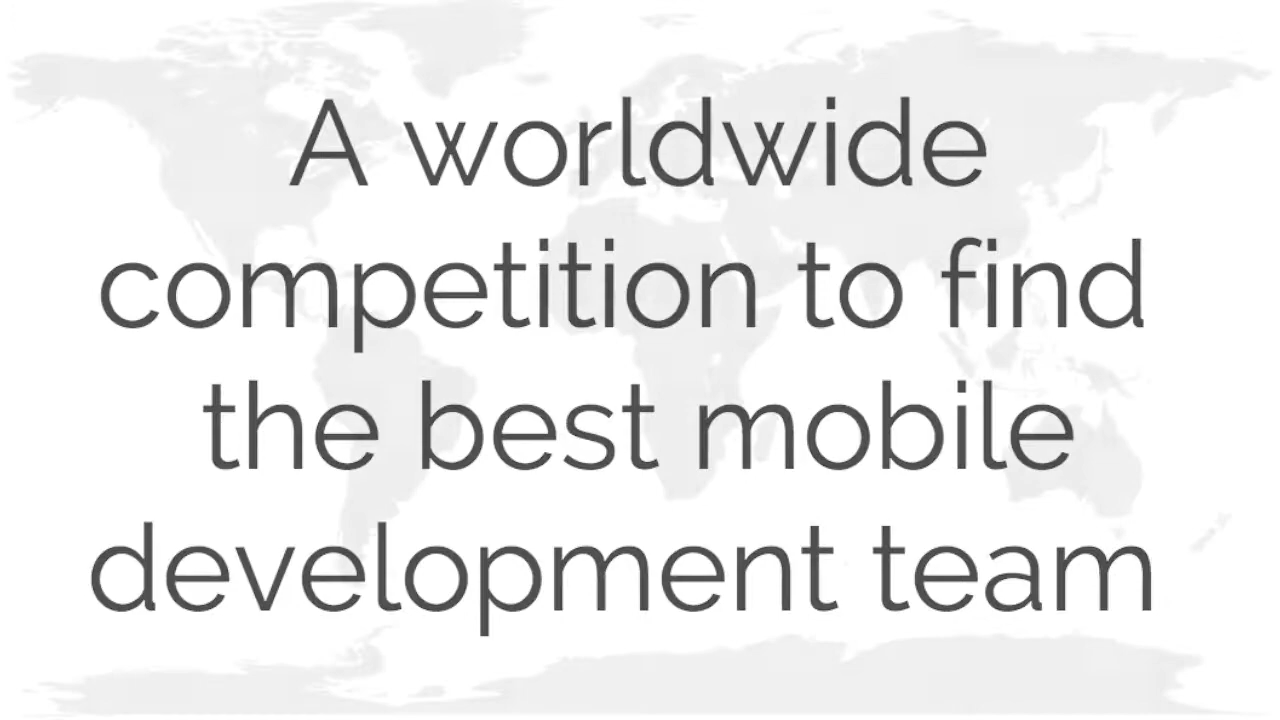 A worldwide
competition to find
the best mobile
development team